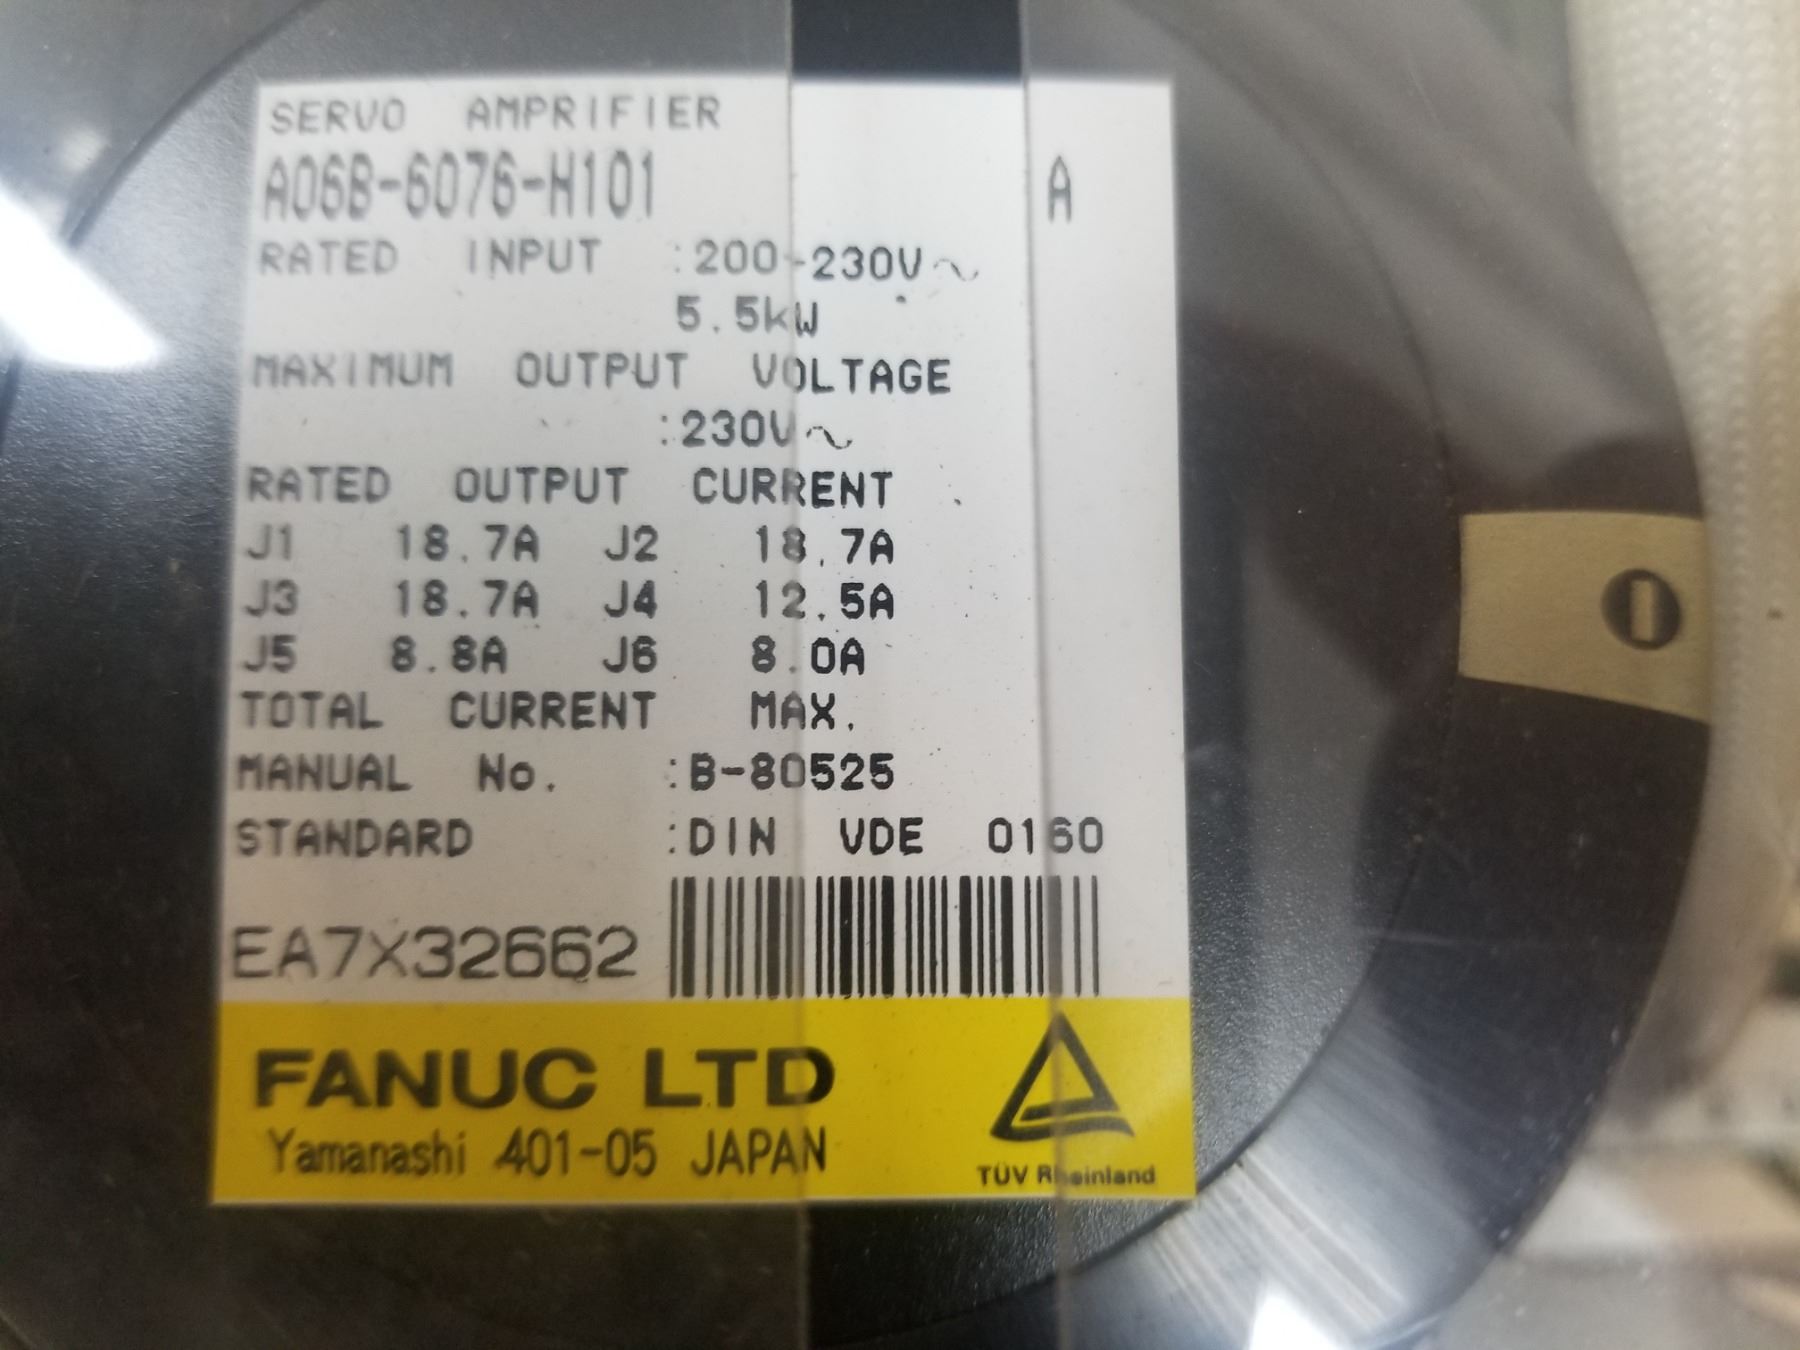 SERVO AMPRIFIER
A06B-6076-H101 A
RATED INPUT :200-230V~
5.5kW
MAXIMUM OUTPUT VOLTAGE
:230V~
RATED OUTPUT CURRENT
J1 18.7A J2 18.7A
J3 18.7A J4 12.5A
J5 8.8A J6 8.0A
TOTAL CURRENT MAX.
MANUAL No. :B-80525
STANDARD :DIN VDE 0160
EA7X32662
FANUC LTD
Yamanashi 401-05 JAPAN
TÜV Rheinland